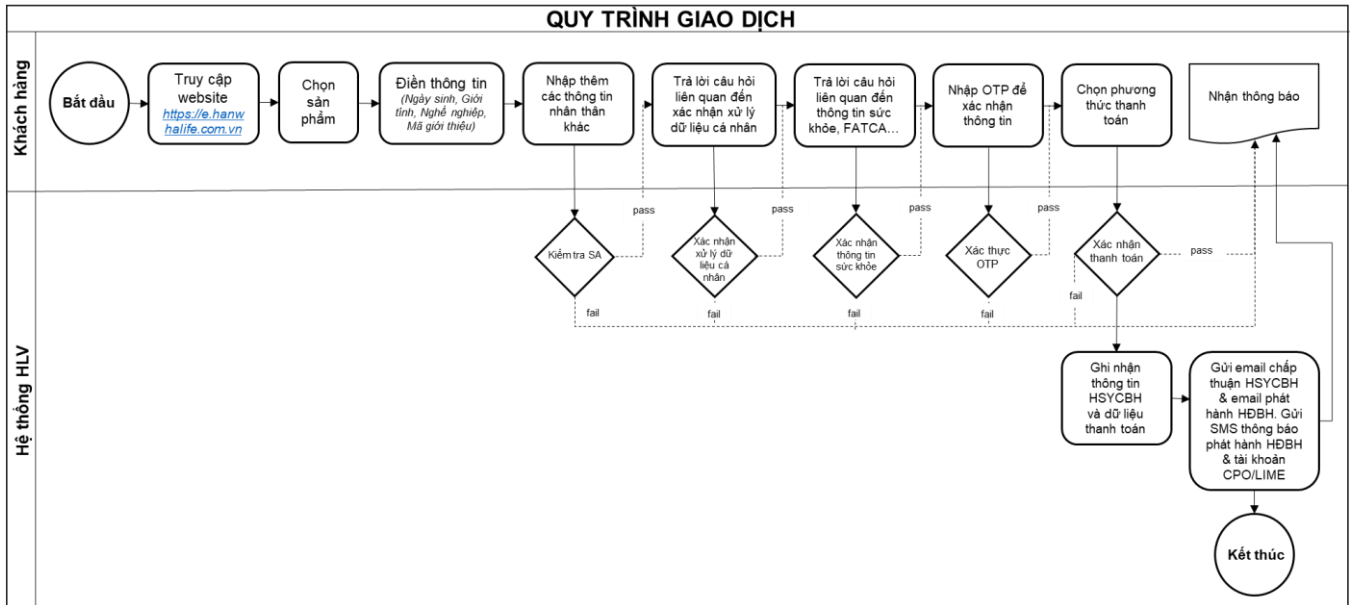 QUY TRÌNH GIAO DỊCH
Khách hàng
Bắt đầu
Truy cập
website
https://e.hanw
halife.com.vn
Chọn
sản
phẩm
Điền thông tin
(Ngày sinh, Giới
tính, Nghề nghiệp,
Mã giới thiệu)
Nhập thêm
các thông tin
nhân thân
khác
Trả lời câu hỏi
liên quan đến
xác nhận xử lý
dữ liệu cá nhân
Trả lời câu hỏi
liên quan đến
thông tin sức
khỏe, FATCA...
Nhập OTP để
xác nhận
thông tin
Chọn phương
thức thanh
toán
Nhận thông báo
Hệ thống HLV
pass
pass
pass
pass
Kiểm tra SA
Xác nhận
xử lý dữ
liệu cá
nhân
Xác nhận
thông tin
sức khỏe
Xác thực
OTP
Xác nhận
thanh toán
pass
fail
fail
fail
fail
fail
Ghi nhận
thông tin
HSYCBH
và dữ liệu
thanh toán
Gửi email chấp
thuận HSYCBH
& email phát
hành HĐBH. Gửi
SMS thông báo
phát hành HĐBH
& tài khoản
CPO/LIME
Kết thúc